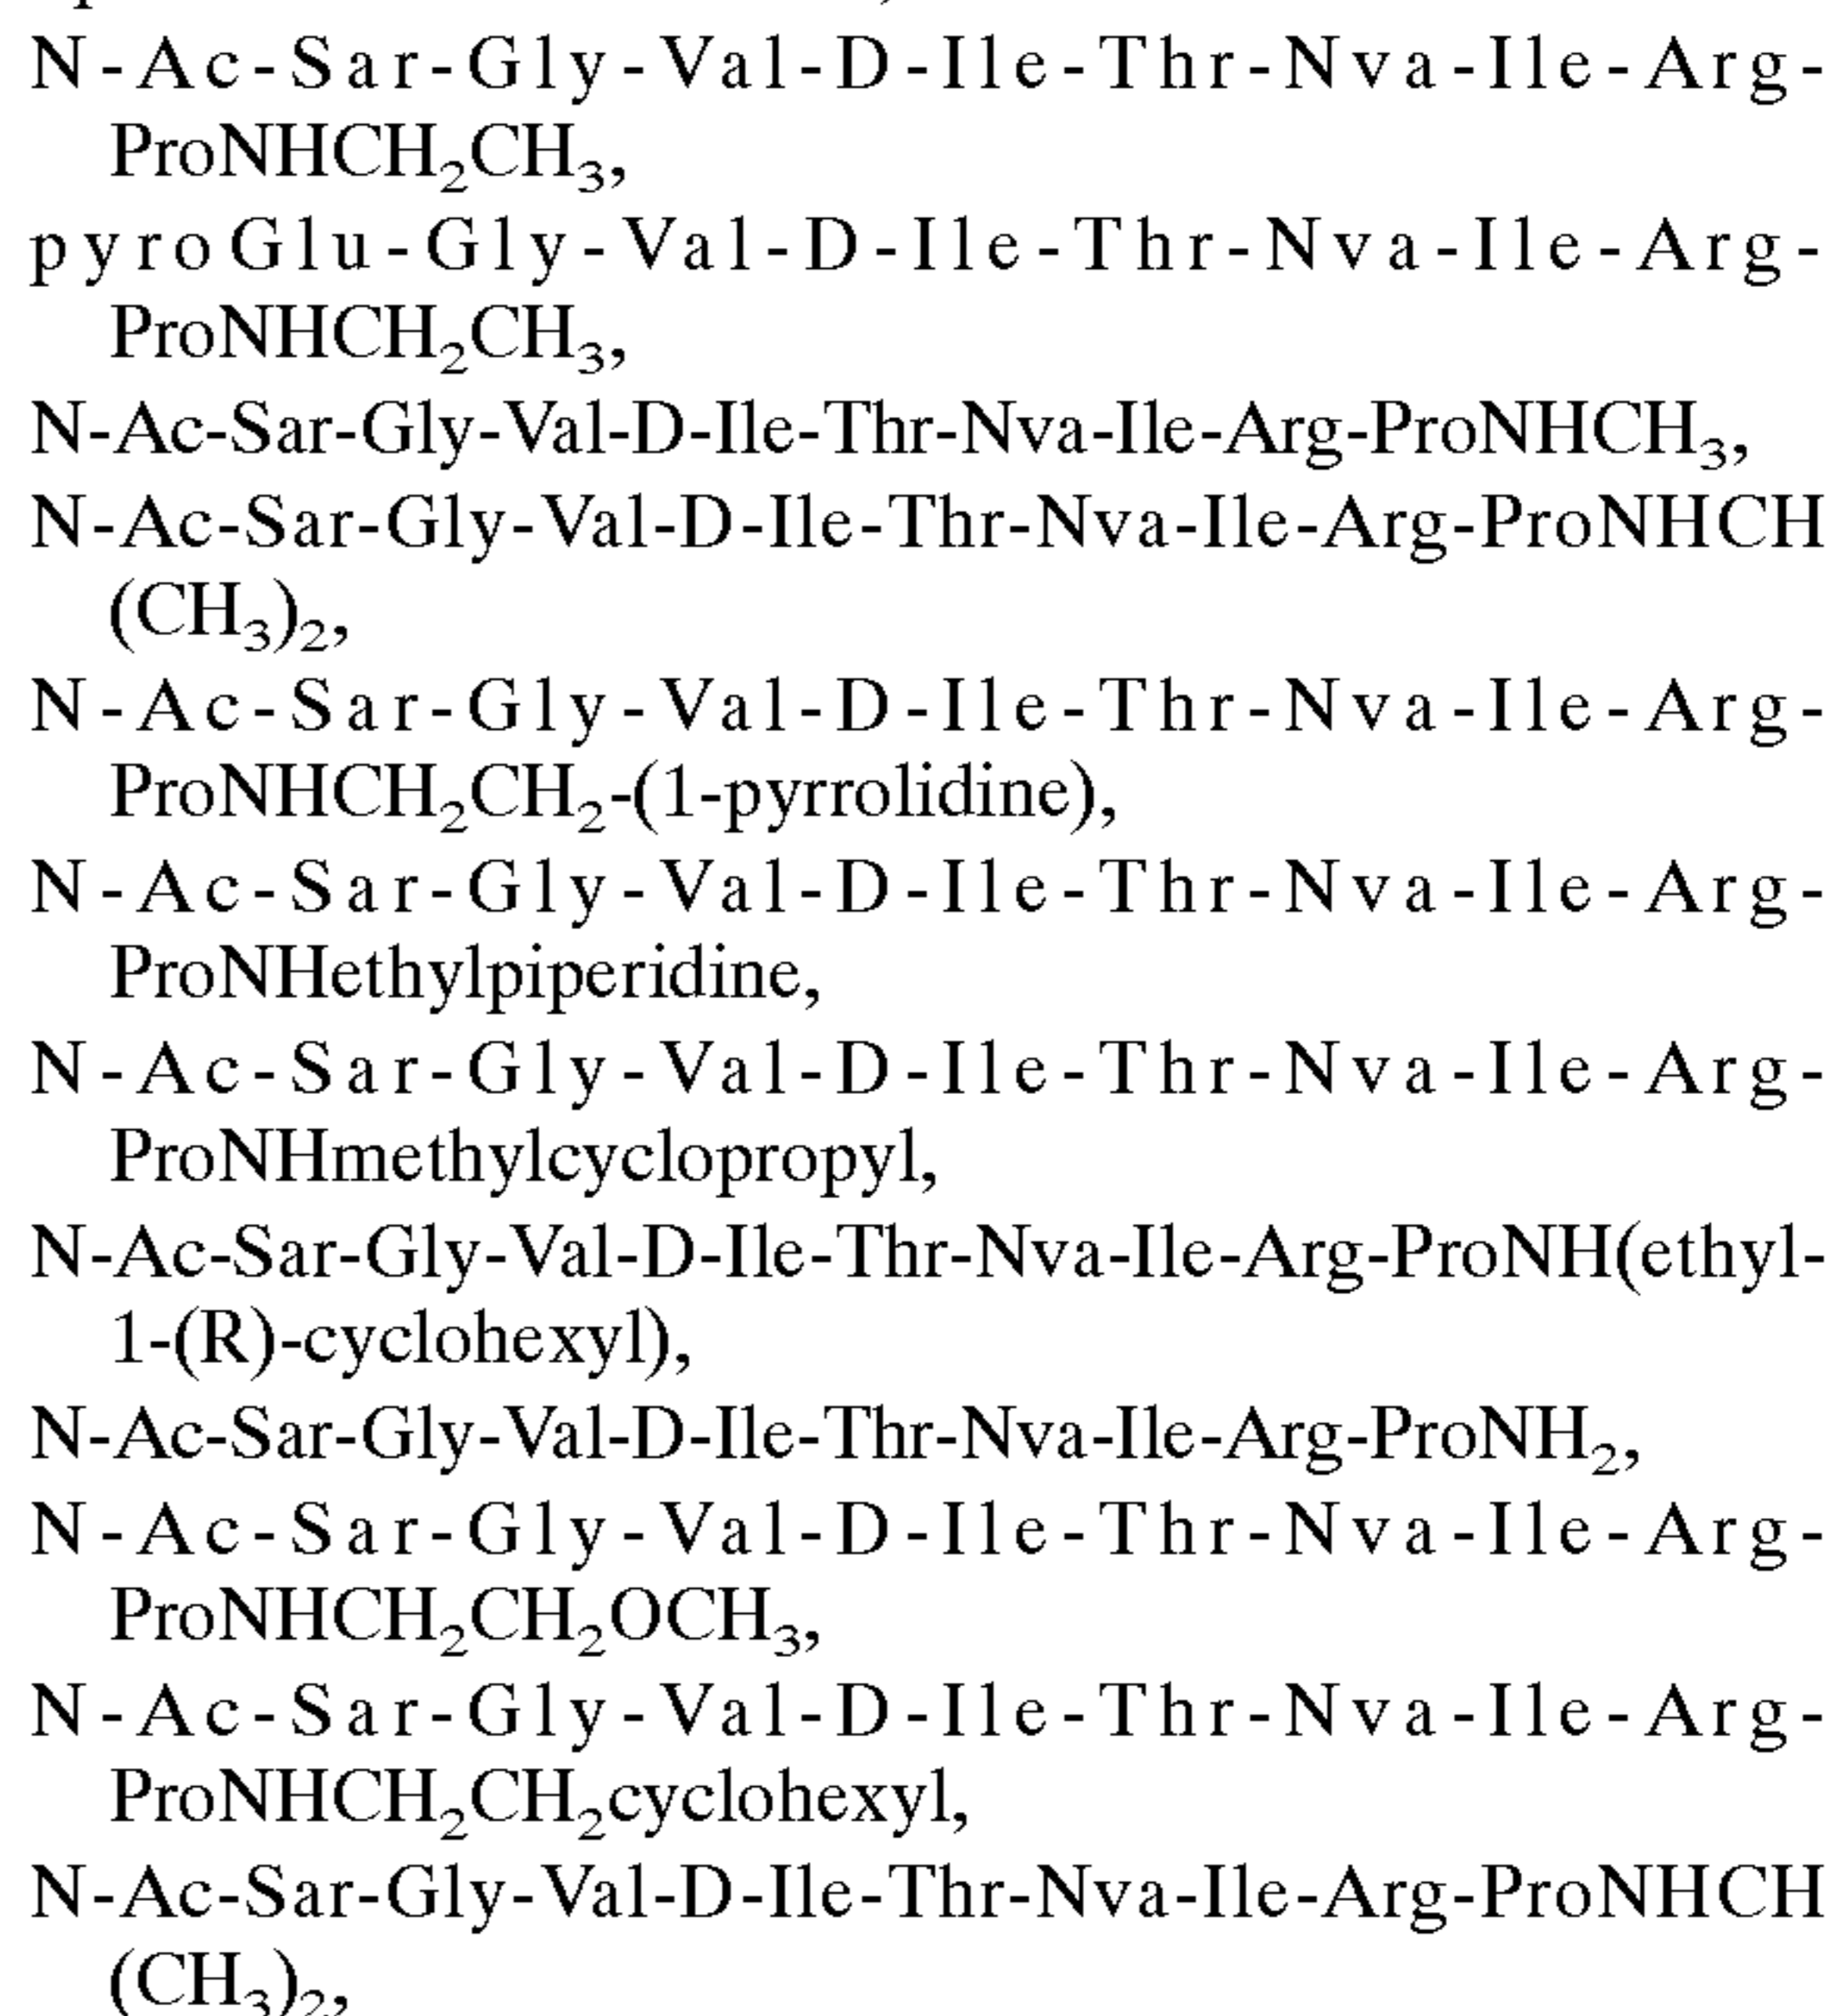 N-Ac-Sar-Gly-Val-D-Ile-Thr-Nva-Ile-Arg-
ProNHCH₂CH₃,
pyroGlu-Gly-Val-D-Ile-Thr-Nva-Ile-Arg-
ProNHCH₂CH₃,
N-Ac-Sar-Gly-Val-D-Ile-Thr-Nva-Ile-Arg-ProNHCH₃,
N-Ac-Sar-Gly-Val-D-Ile-Thr-Nva-Ile-Arg-ProNHCH
(CH₃)₂,
N-Ac-Sar-Gly-Val-D-Ile-Thr-Nva-Ile-Arg-
ProNHCH₂CH₂-(1-pyrrolidine),
N-Ac-Sar-Gly-Val-D-Ile-Thr-Nva-Ile-Arg-
ProNHethylpiperidine,
N-Ac-Sar-Gly-Val-D-Ile-Thr-Nva-Ile-Arg-
ProNHmethylcyclopropyl,
N-Ac-Sar-Gly-Val-D-Ile-Thr-Nva-Ile-Arg-ProNH(ethyl-
1-(R)-cyclohexyl),
N-Ac-Sar-Gly-Val-D-Ile-Thr-Nva-Ile-Arg-ProNH₂,
N-Ac-Sar-Gly-Val-D-Ile-Thr-Nva-Ile-Arg-
ProNHCH₂CH₂OCH₃,
N-Ac-Sar-Gly-Val-D-Ile-Thr-Nva-Ile-Arg-
ProNHCH₂CH₂cyclohexyl,
N-Ac-Sar-Gly-Val-D-Ile-Thr-Nva-Ile-Arg-ProNHCH
(CH₃)₂,